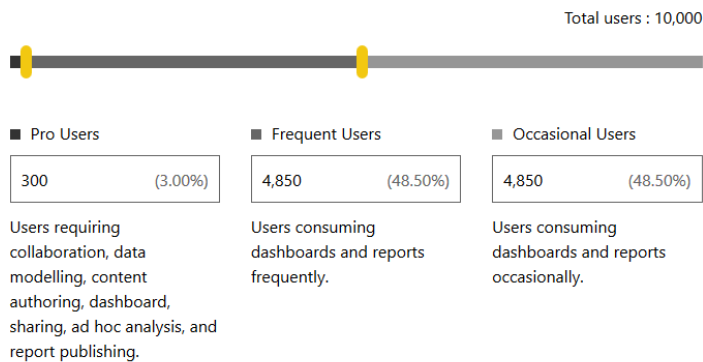 Total users : 10,000
Pro Users
300 (3.00%)
Users requiring
collaboration, data
modelling, content
authoring, dashboard,
sharing, ad hoc analysis, and
report publishing.
Frequent Users
4,850 (48.50%)
Users consuming
dashboards and reports
frequently.
Occasional Users
4,850 (48.50%)
Users consuming
dashboards and reports
occasionally.